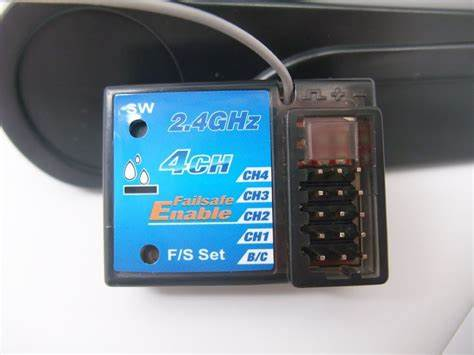 SW
2.4GHz
4CH
CH4
CH3
Failsafe
Enable
CH2
CH1
F/S Set
B/C